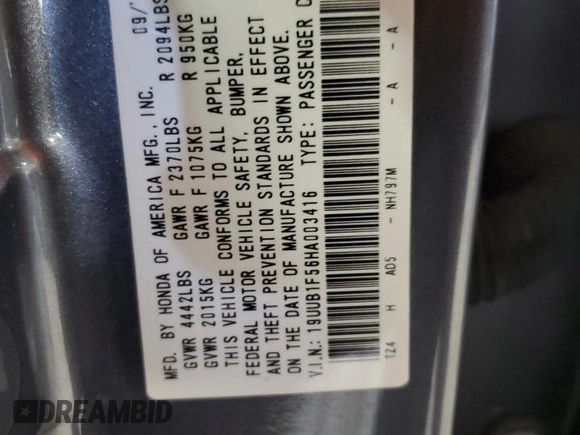 MFD. BY HONDA OF AMERICA MFG., INC. 09/
GVWR 4442LBS GAWR F 2370LBS R 2094LBS
GVWR 2015KG GAWR F 1075KG R 950KG
THIS VEHICLE CONFORMS TO ALL APPLICABLE
FEDERAL MOTOR VEHICLE SAFETY, BUMPER,
AND THEFT PREVENTION STANDARDS IN EFFECT
ON THE DATE OF MANUFACTURE SHOWN ABOVE.
V.I.N.: 19UUB1F56HA003416 TYPE: PASSENGER C
TZ4 H AD5 - NH797M - A - A
DREAMBID